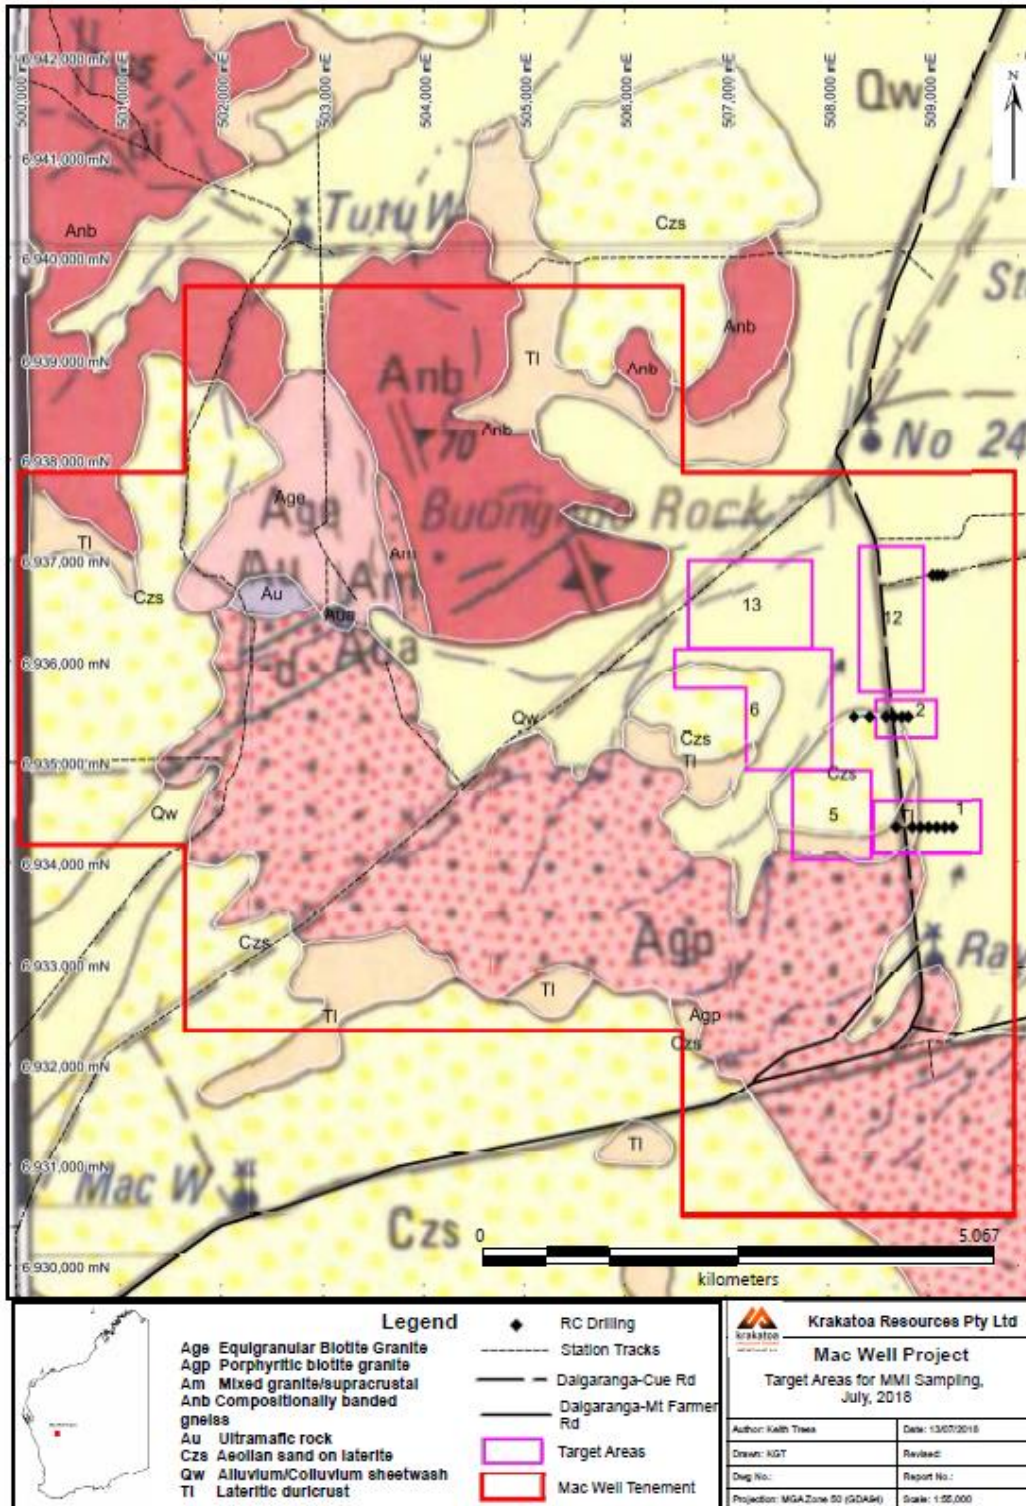 500,000 mE
501,000 mE
502,000 mE
503,000 mE
504,000 mE
505,000 mE
506,000 mE
507,000 mE
508,000 mE
509,000 mE
6,942,000 mN
Qw
N
6,941,000 mN
Tutu W
Anb
Czs
6,940,000 mN
St
Anb
6,939,000 mN
Tl
Anb
Anb
Anb
70
No 24
6,938,000 mN
Age
Age
Buong
Rock
Tl
Am
6,937,000 mN
Au
Am
Au
Czs
13
12
Aua
Aua
6,936,000 mN
d
Qw
6
2
Czs
6,935,000 mN
Tl
Czs
Qw
5
Tl
1
6,934,000 mN
Czs
Agp
Ray
6,933,000 mN
Tl
Tl
Agp
Czs
6,932,000 mN
Tl
6,931,000 mN
Mac W
Czs
0
5.067
kilometers
6,930,000 mN
Legend
Age Equigranular Biotite Granite
Agp Porphyritic biotite granite
Am Mixed granite/supracrustal
Anb Compositionally banded
gneiss
Au Ultramafic rock
Czs Aeolian sand on laterite
Qw Alluvium/Colluvium sheetwash
Tl Lateritic duricrust
RC Drilling
Station Tracks
Dalgaranga-Cue Rd
Dalgaranga-Mt Farmer
Rd
Target Areas
Mac Well Tenement
krakatoa
Krakatoa Resources Pty Ltd
Mac Well Project
Target Areas for MMI Sampling,
July, 2018
Author: Keith Trees
Date: 13/07/2018
Drawn: KGT
Revised:
Dwg No.:
Report No.:
Projection: MGA Zone 50 (GDA94)
Scale: 1:55,000